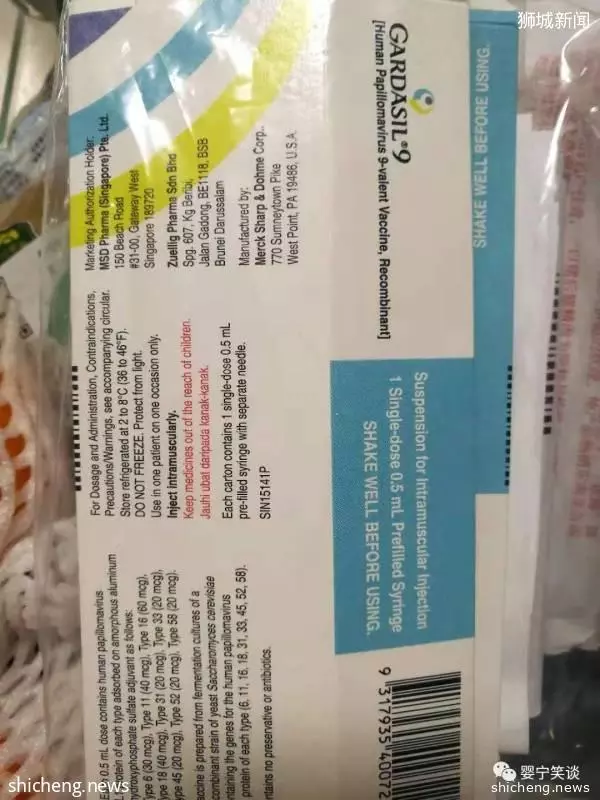 狮城新闻
GARDASIL®9
[Human Papillomavirus 9-valent Vaccine, Recombinant]
SHAKE WELL BEFORE USING.
Suspension for Intramuscular Injection
1 Single-dose 0.5 mL Prefilled Syringe
SHAKE WELL BEFORE USING.
Marketing Authorization Holder:
MSD Pharma (Singapore) Pte. Ltd.
150 Beach Road
#31-00, Gateway West
Singapore 189720
Zuellig Pharma Sdn Bhd
Spg. 607, Kg Beribi,
Jalan Gadong, BE1118, BSB
Brunei Darussalam
Manufactured by:
Merck Sharp & Dohme Corp.,
770 Sumneytown Pike
West Point, PA 19486, U.S.A.
For Dosage and Administration, Contraindications,
Precautions/Warnings, see accompanying circular.
Store refrigerated at 2 to 8°C (36 to 46°F).
DO NOT FREEZE. Protect from light.
Use in one patient on one occasion only.
Inject Intramuscularly.
Keep medicines out of the reach of children.
Jauhi ubat daripada kanak-kanak.
Each carton contains 1 single-dose 0.5 mL
pre-filled syringe with separate needle.
SIN15141P
0.5 mL dose contains human papillomavirus
protein of each type adsorbed on amorphous aluminum
hydroxyphosphate sulfate adjuvant as follows:
Type 6 (30 mcg), Type 11 (40 mcg), Type 16 (60 mcg),
Type 18 (40 mcg), Type 31 (20 mcg), Type 33 (20 mcg),
Type 45 (20 mcg), Type 52 (20 mcg), Type 58 (20 mcg).
vaccine is prepared from fermentation cultures of a
combinant strain of yeast Saccharomyces cerevisiae
ntaining the genes for the human papillomavirus
protein of each type (6, 11, 16, 18, 31, 33, 45, 52, 58).
ntains no preservative or antibiotics.
9 317935 40072
婴宁笑谈
shicheng.news
shicheng.news